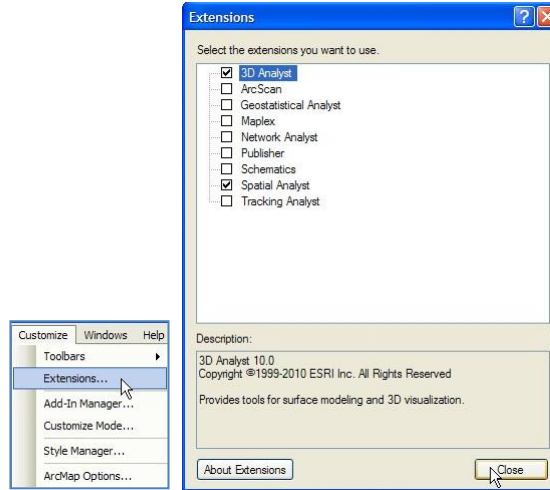 Customize Windows Help
Toolbars
Extensions...
Add-In Manager...
Customize Mode...
Style Manager...
ArcMap Options...
Extensions
Select the extensions you want to use.
3D Analyst
ArcScan
Geostatistical Analyst
Maplex
Network Analyst
Publisher
Schematics
Spatial Analyst
Tracking Analyst
Description:
3D Analyst 10.0
Copyright ©1999-2010 ESRI Inc. All Rights Reserved
Provides tools for surface modeling and 3D visualization.
About Extensions Close